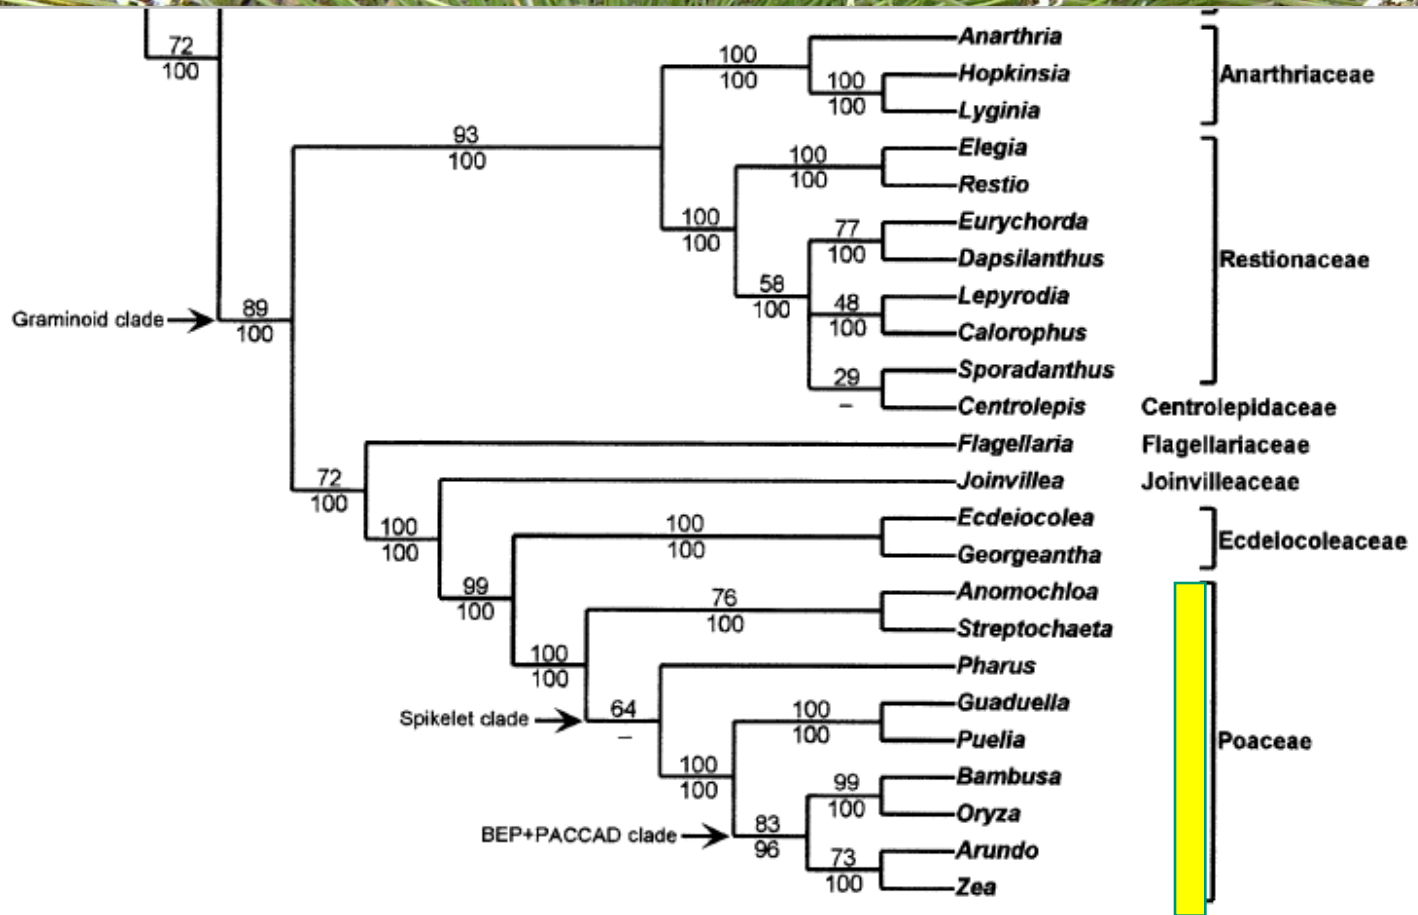 72
100
Anarthria
100
100
Hopkinsia
100
100
Lyginia
Anarthriaceae
93
100
Elegia
100
100
Restio
100
100
Eurychorda
77
100
Dapsilanthus
58
100
Lepyrodia
48
100
Calorophus
Sporadanthus
29
–
Restionaceae
Centrolepis Centrolepidaceae
Graminoid clade
89
100
Flagellaria Flagellariaceae
72
100
Joinvillea Joinvilleaceae
100
100
Ecdeiocolea
100
100
Georgeantha
Ecdeiocoleaceae
99
100
Anomochloa
76
100
Streptochaeta
100
100
Pharus
Spikelet clade
64
–
Guaduella
100
100
Puelia
100
100
Bambusa
99
100
Oryza
BEP+PACCAD clade
83
96
Arundo
73
100
Zea
Poaceae